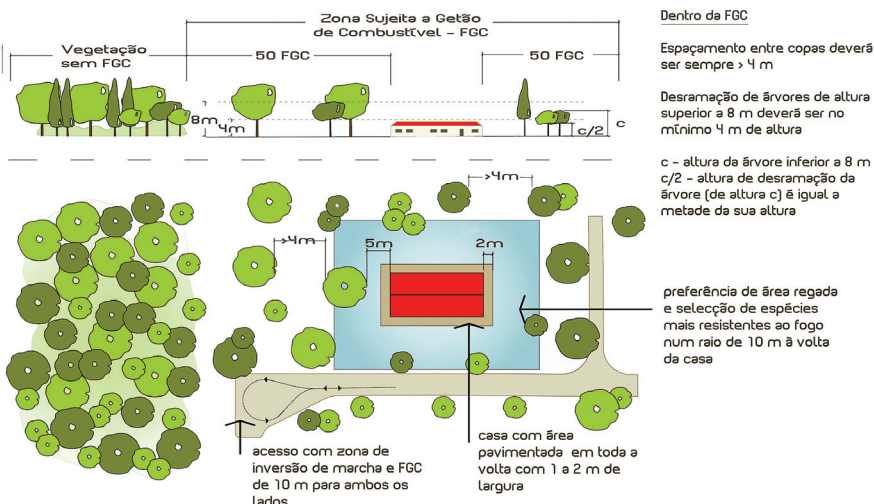 Zona Sujeita a Getão
de Combustível - FGC
Vegetação
sem FGC
50 FGC
50 FGC
8m
4m
c
c/2
Dentro da FGC
Espaçamento entre copas deverá
ser sempre > 4 m
Desramação de árvores de altura
superior a 8 m deverá ser no
mínimo 4 m de altura
c - altura da árvore inferior a 8 m
c/2 - altura de desramação da
árvore (de altura c) é igual a
metade da sua altura
>4m
>4m
5m
2m
preferência de área regada
e selecção de espécies
mais resistentes ao fogo
num raio de 10 m à volta
da casa
acesso com zona de
inversão de marcha e FGC
de 10 m para ambos os
lados
casa com área
pavimentada em toda a
volta com 1 a 2 m de
largura